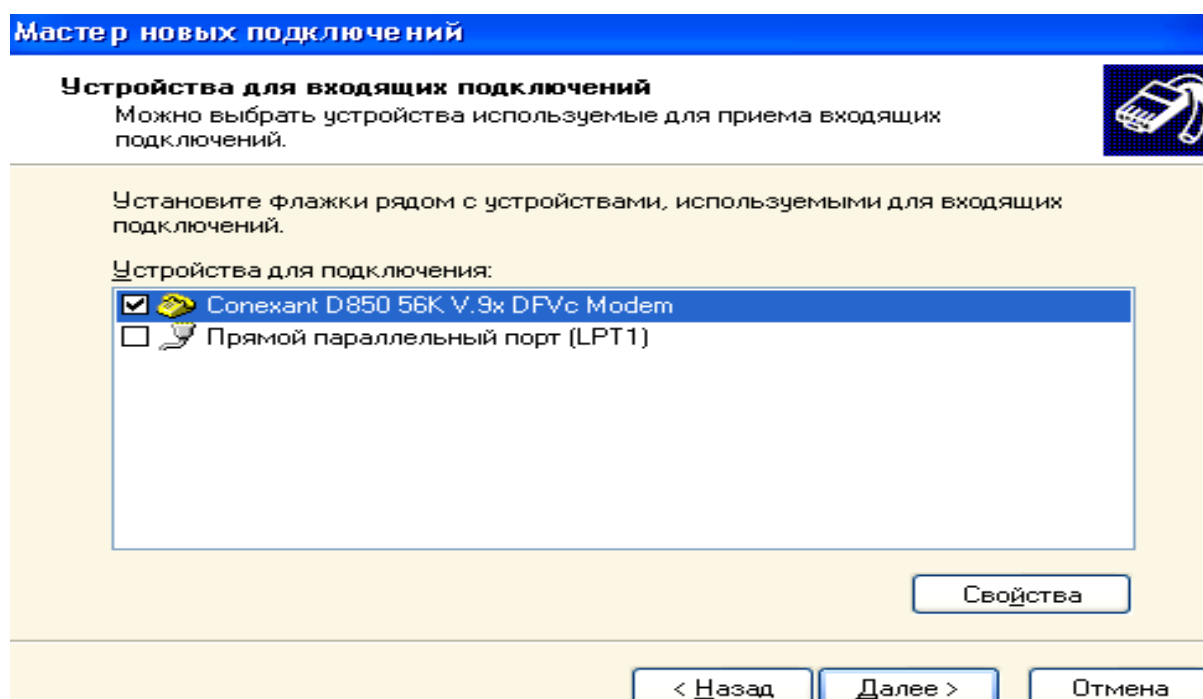 Мастер новых подключений
Устройства для входящих подключений
Можно выбрать устройства используемые для приема входящих
подключений.
Установите флажки рядом с устройствами, используемыми для входящих
подключений.
Устройства для подключения:
Conexant D850 56K V.9x DFVc Modem
Прямой параллельный порт (LPT1)
Свойства
< Назад Далее > Отмена